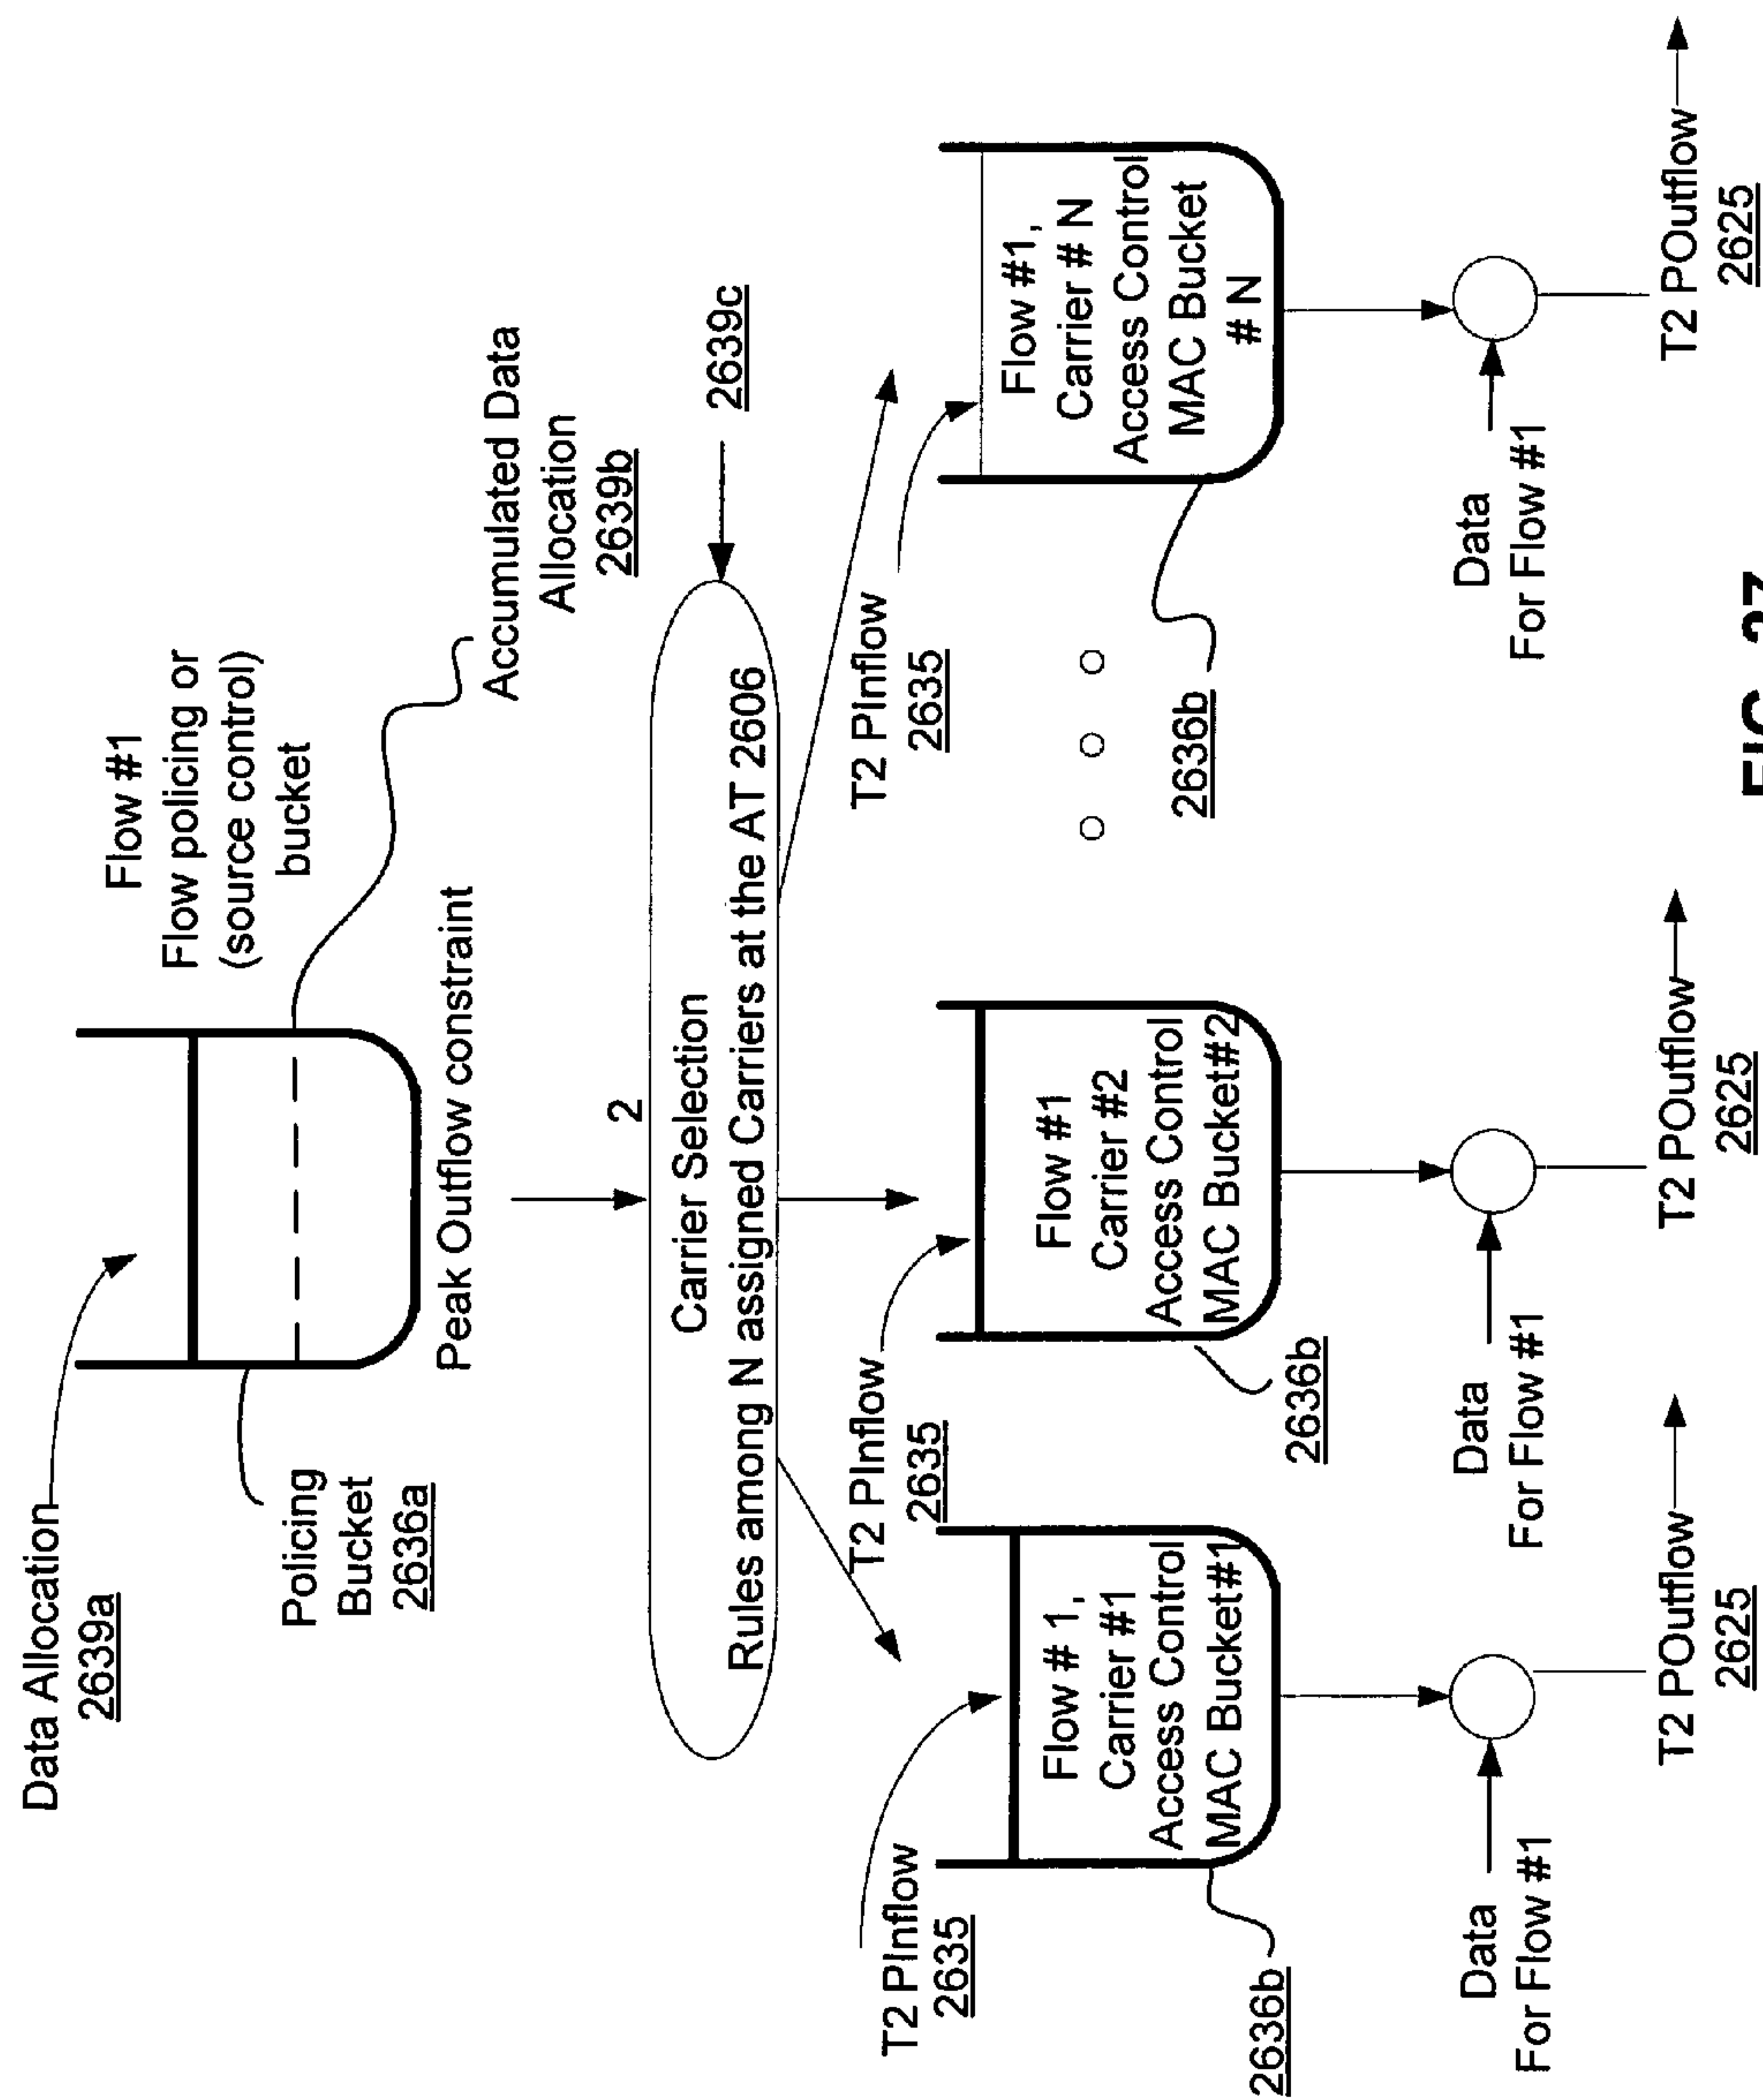 Data Allocation
2639a
Flow #1
Flow policing or
(source control)
bucket
Policing
Bucket
2636a
Accumulated Data
Allocation
2639b
Peak Outflow constraint
2
Carrier Selection
Rules among N assigned Carriers at the AT 2606
2639c
T2 PInflow
2635
Flow # 1,
Carrier #1
Access Control
MAC Bucket#1
2636b
T2 PInflow
2635
Flow #1
Carrier #2
Access Control
MAC Bucket#2
2636b
T2 PInflow
2635
Flow #1,
Carrier # N
Access Control
MAC Bucket
# N
2636b
Data
For Flow #1
T2 POutflow
2625
Data
For Flow #1
T2 POutflow
2625
Data
For Flow #1
T2 POutflow
2625